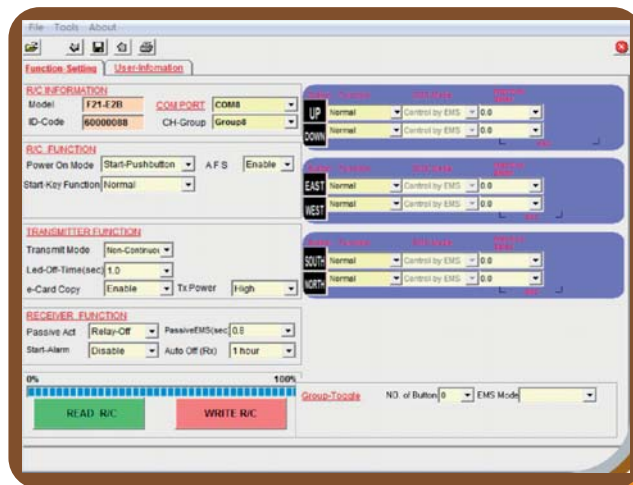 File Tools About
Function-Setting User-Infomation
R/C INFORMATION
Model F21-E2B COM PORT COM8
ID-Code 60000088 CH-Group Group8
R/C FUNCTION
Power On Mode Start-Pushbutton AFS Enable
Start-Key Function Normal
TRANSMITTER FUNCTION
Transmit Mode Non-Continuo
Led-Off-Time(sec) 1.0
e-Card Copy Enable Tx Power High
RECEIVER FUNCTION
Passive Act Relay-Off PassiveEMS(sec) 0.8
Start-Alarm Disable Auto Off (Rx) 1 hour
0% 100%
READ R/C WRITE R/C
UP Normal Control by EMS 0.0
DOWN Normal Control by EMS 0.0
EAST Normal Control by EMS 0.0
WEST Normal Control by EMS 0.0
SOUTH Normal Control by EMS 0.0
NORTH Normal Control by EMS 0.0
Group-Toggle NO. of Button 0 EMS Mode